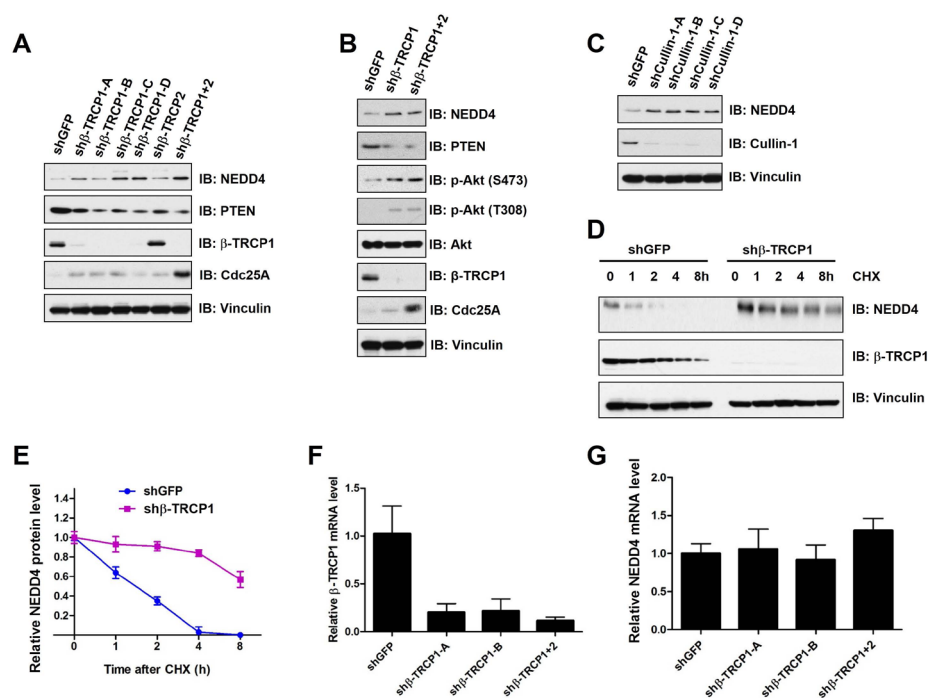 A
shGFP
shβ-TRCP1-A
shβ-TRCP1-B
shβ-TRCP1-C
shβ-TRCP1-D
shβ-TRCP2
shβ-TRCP1+2
IB: NEDD4
IB: PTEN
IB: β-TRCP1
IB: Cdc25A
IB: Vinculin
B
shGFP
shβ-TRCP1
shβ-TRCP1+2
IB: NEDD4
IB: PTEN
IB: p-Akt (S473)
IB: p-Akt (T308)
IB: Akt
IB: β-TRCP1
IB: Cdc25A
IB: Vinculin
C
shGFP
shCullin-1-A
shCullin-1-B
shCullin-1-C
shCullin-1-D
IB: NEDD4
IB: Cullin-1
IB: Vinculin
D
shGFP shβ-TRCP1
0 1 2 4 8h 0 1 2 4 8h CHX
IB: NEDD4
IB: β-TRCP1
IB: Vinculin
E
Relative NEDD4 protein level
shGFP
shβ-TRCP1
1.4
1.2
1.0
0.8
0.6
0.4
0.2
0 1 2 4 8
Time after CHX (h)
F
Relative β-TRCP1 mRNA level
1.5
1.0
0.5
0.0
shGFP
shβ-TRCP1-A
shβ-TRCP1-B
shβ-TRCP1+2
G
Relative NEDD4 mRNA level
2.0
1.5
1.0
0.5
0.0
shGFP
shβ-TRCP1-A
shβ-TRCP1-B
shβ-TRCP1+2